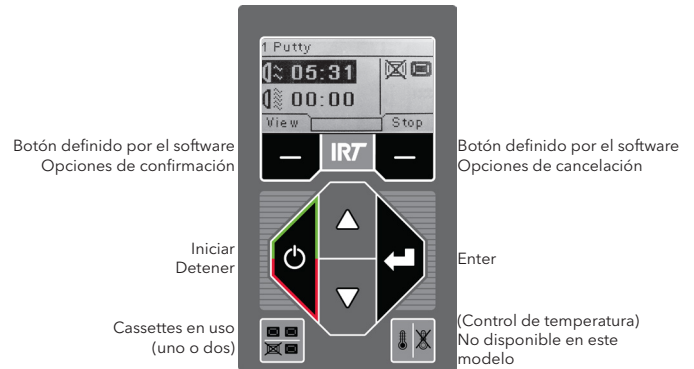 1 Putty
05:31
00:00
View Stop
Botón definido por el software
Opciones de confirmación
IRT
Botón definido por el software
Opciones de cancelación
Iniciar
Detener
Enter
Cassettes en uso
(uno o dos)
(Control de temperatura)
No disponible en este
modelo